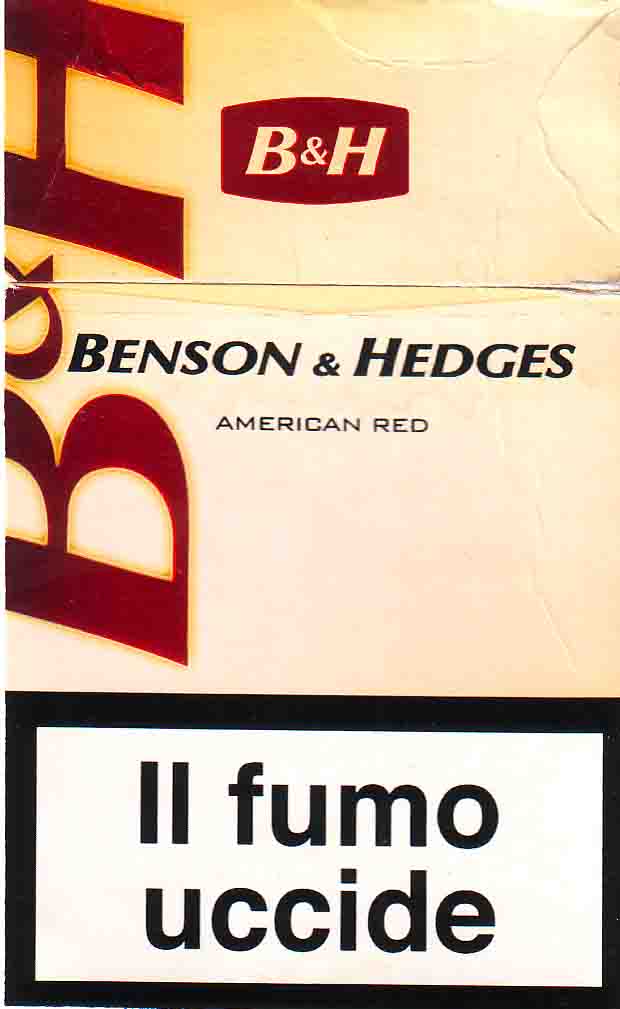 B&H
B&H
BENSON & HEDGES
AMERICAN RED
Il fumo
uccide